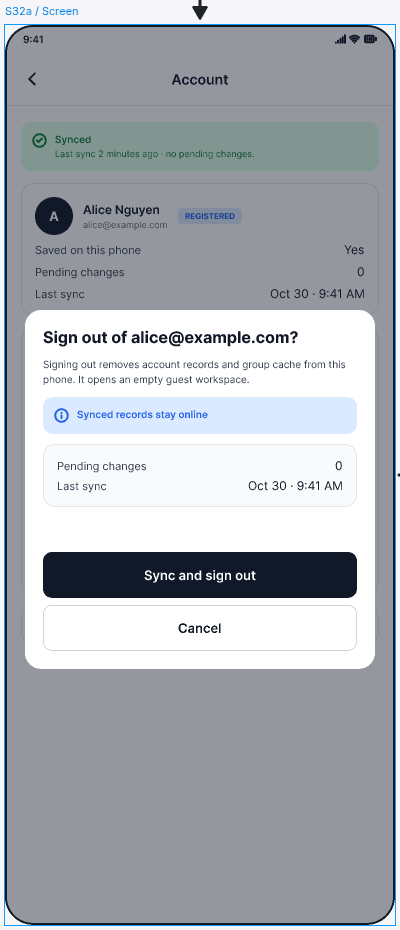 S32a / Screen
9:41
Account
Synced
Last sync 2 minutes ago · no pending changes.
A
Alice Nguyen
REGISTERED
alice@example.com
Saved on this phone Yes
Pending changes 0
Last sync Oct 30 · 9:41 AM
Sign out of alice@example.com?
Signing out removes account records and group cache from this
phone. It opens an empty guest workspace.
Synced records stay online
Pending changes 0
Last sync Oct 30 · 9:41 AM
Sync and sign out
Cancel